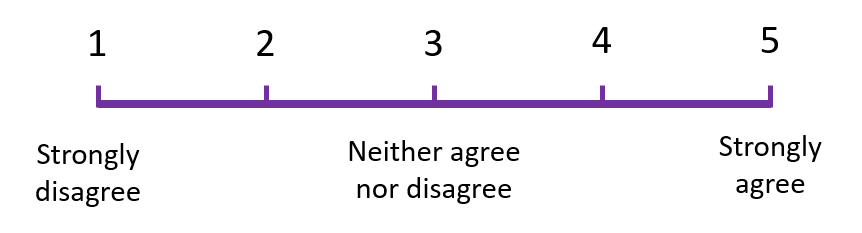 1 2 3 4 5
Strongly
disagree
Neither agree
nor disagree
Strongly
agree